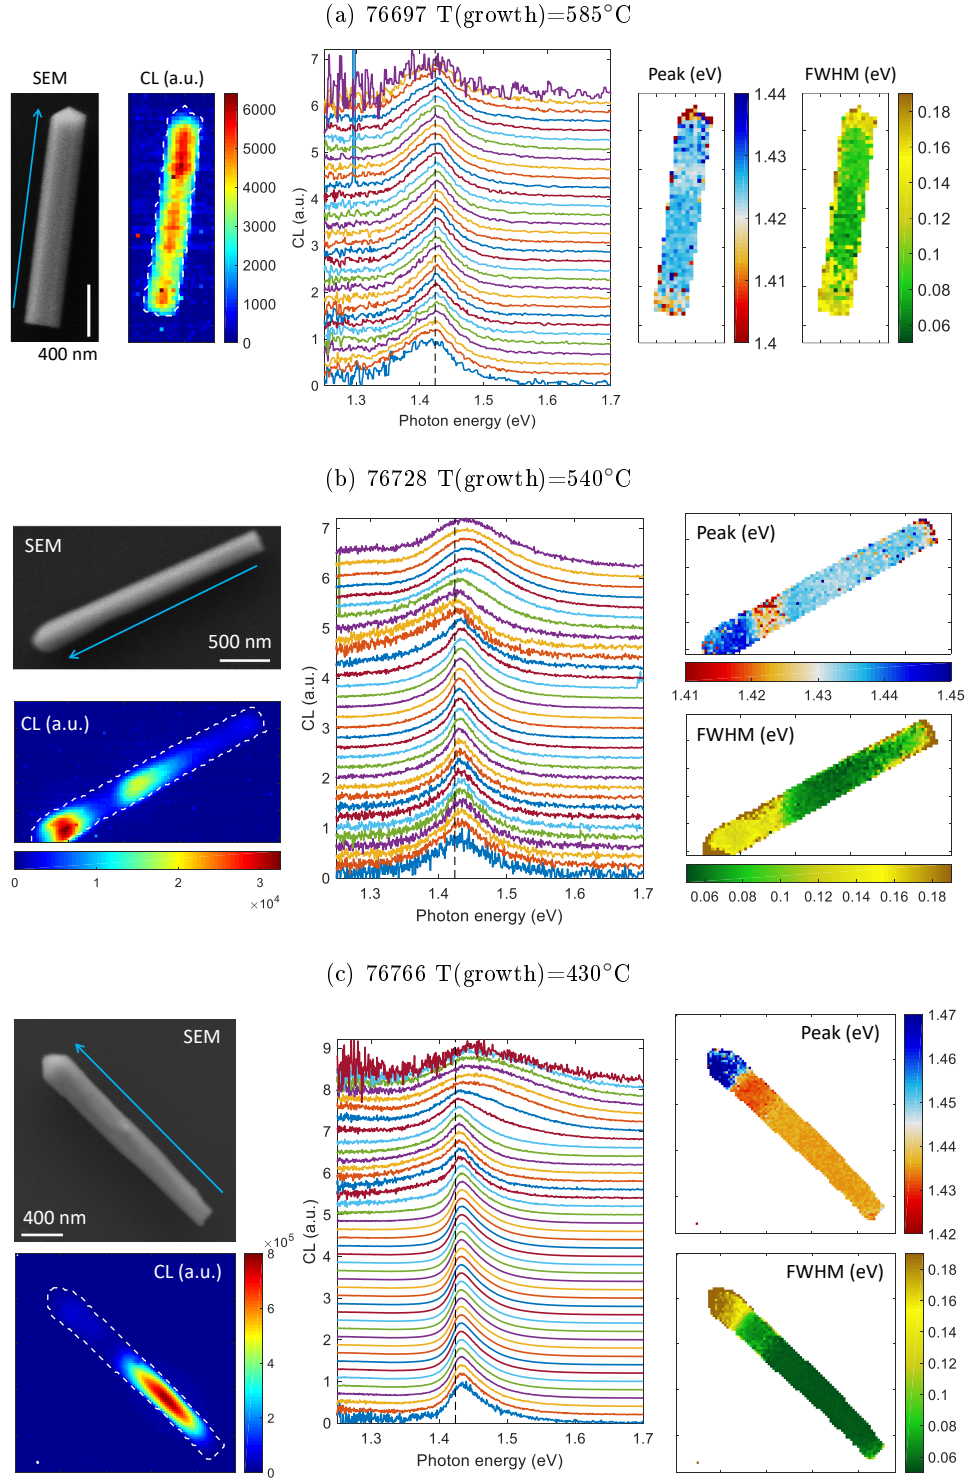 (a) 76697 T(growth)=585°C
SEM
400 nm
CL (a.u.)
6000
5000
4000
3000
2000
1000
0
CL (a.u.)
7
6
5
4
3
2
1
0
1.3 1.4 1.5 1.6 1.7
Photon energy (eV)
Peak (eV)
1.44
1.43
1.42
1.41
1.4
FWHM (eV)
0.18
0.16
0.14
0.12
0.1
0.08
0.06
(b) 76728 T(growth)=540°C
SEM
500 nm
CL (a.u.)
0 1 2 3
×10⁴
CL (a.u.)
7
6
5
4
3
2
1
0
1.3 1.4 1.5 1.6 1.7
Photon energy (eV)
Peak (eV)
1.41 1.42 1.43 1.44 1.45
FWHM (eV)
0.06 0.08 0.1 0.12 0.14 0.16 0.18
(c) 76766 T(growth)=430°C
SEM
400 nm
CL (a.u.)
×10⁵
8
6
4
2
0
CL (a.u.)
9
8
7
6
5
4
3
2
1
0
1.3 1.4 1.5 1.6 1.7
Photon energy (eV)
Peak (eV)
1.47
1.46
1.45
1.44
1.43
1.42
FWHM (eV)
0.18
0.16
0.14
0.12
0.1
0.08
0.06